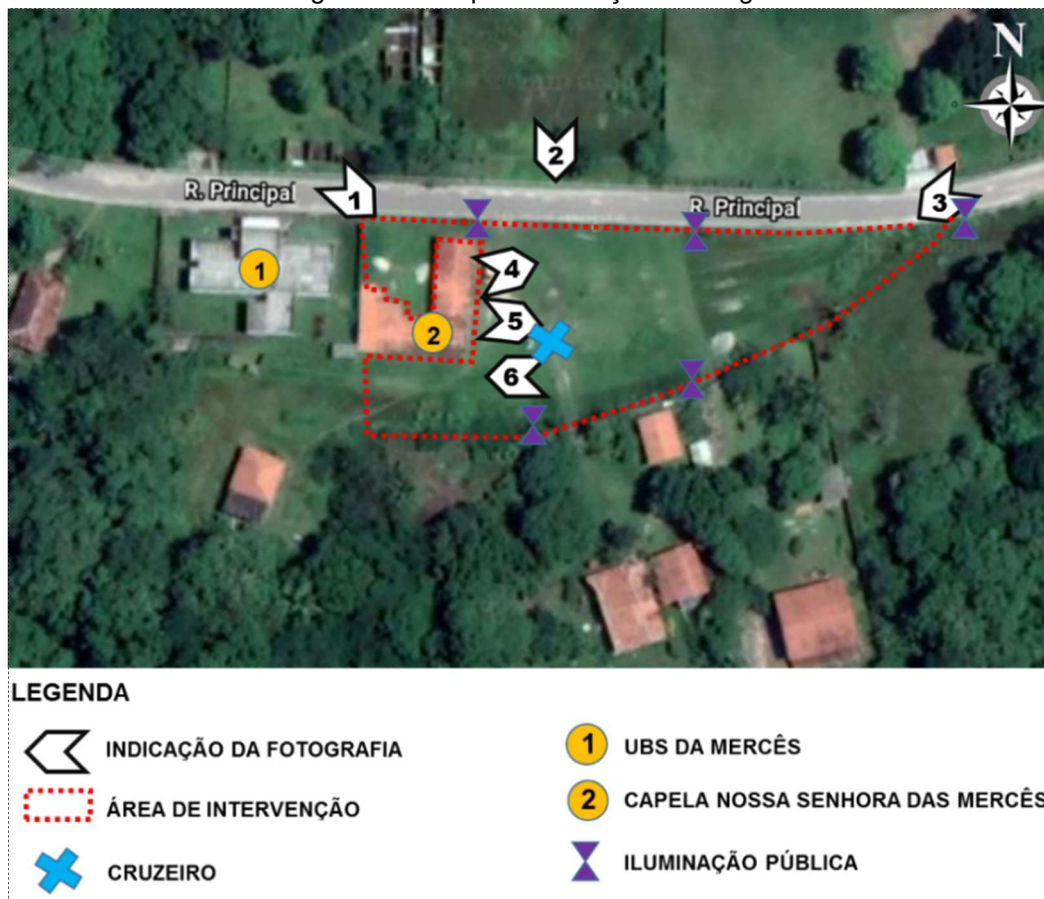 N
2
R. Principal
1
R. Principal
3
1
4
2
5
6
LEGENDA
INDICAÇÃO DA FOTOGRAFIA
1 UBS DA MERCÊS
ÁREA DE INTERVENÇÃO
2 CAPELA NOSSA SENHORA DAS MERCÊS
CRUZEIRO
ILUMINAÇÃO PÚBLICA